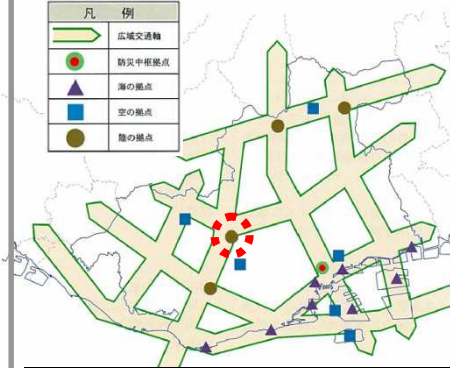 凡 例
広域交通軸
防災中枢拠点
海の拠点
空の拠点
陸の拠点